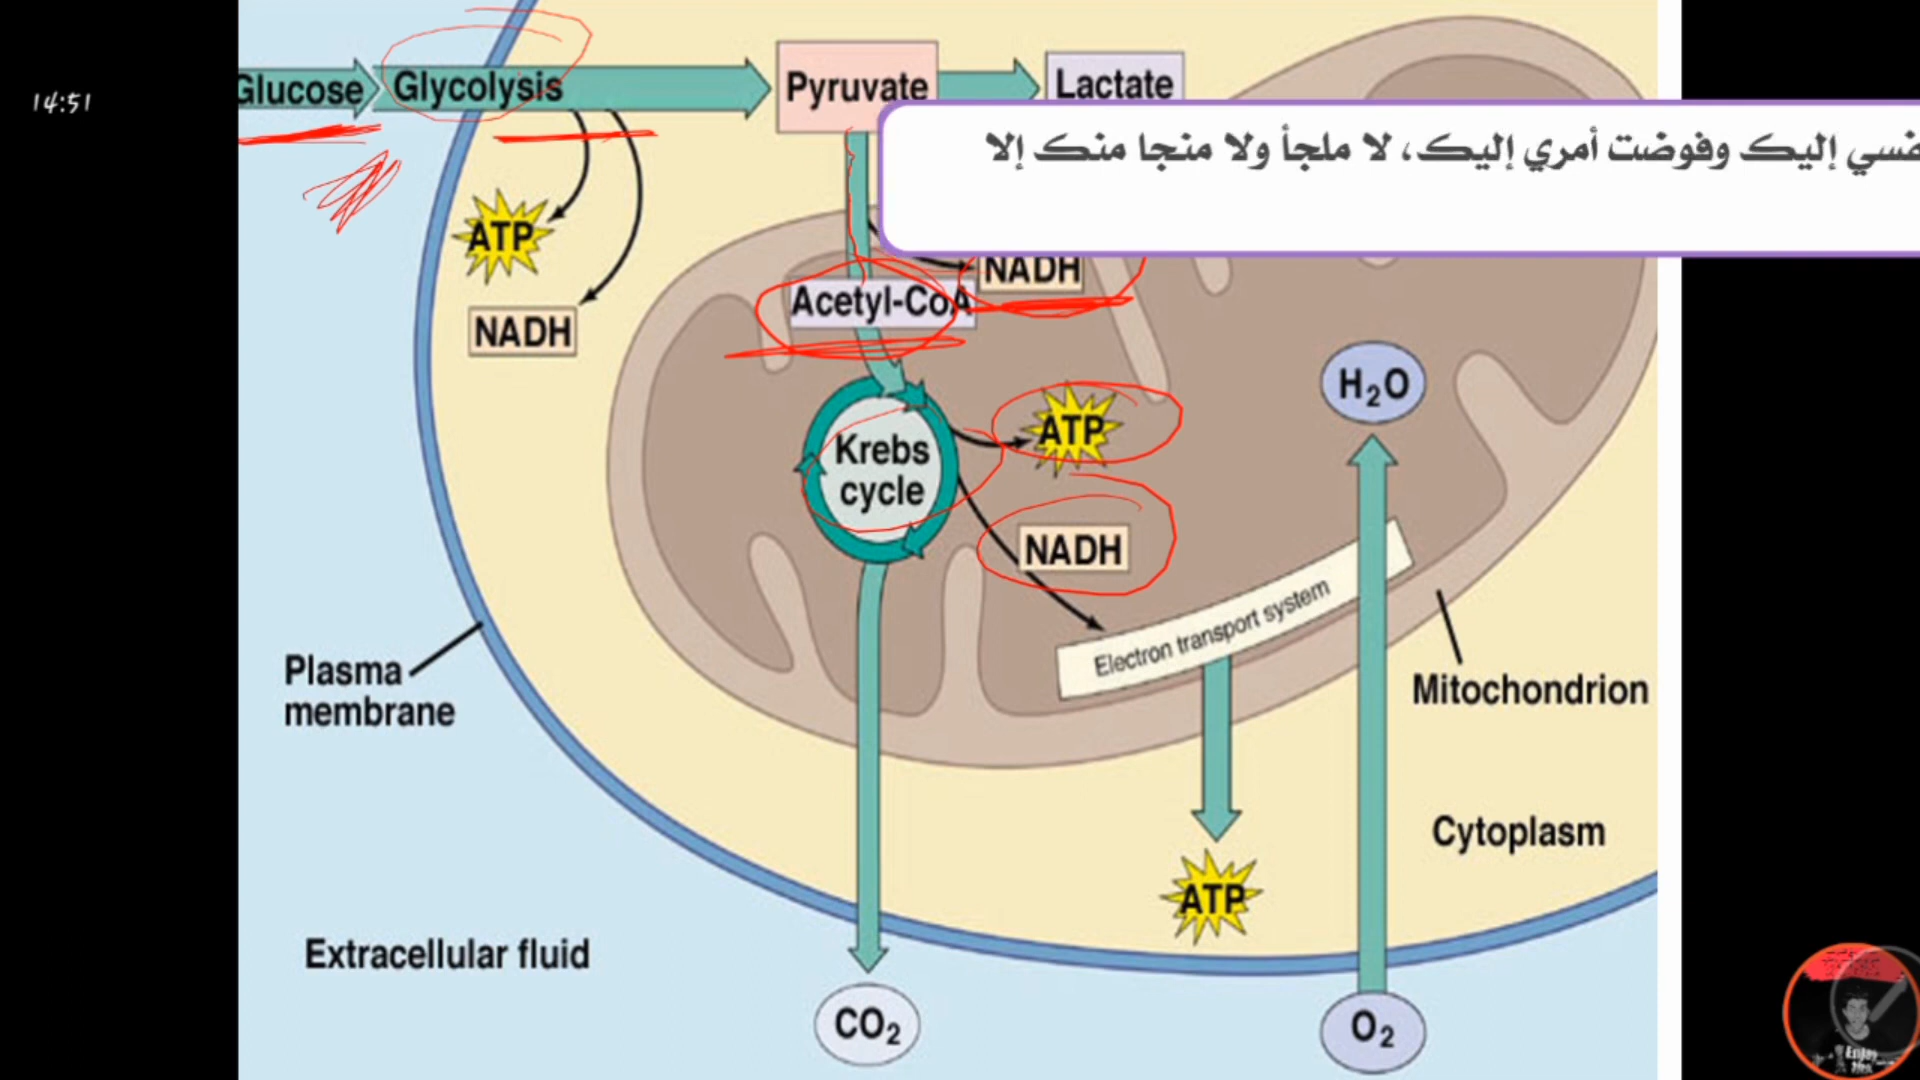 14:51
Glucose
Glycolysis
Pyruvate
Lactate
نفسي إليك وفوضت أمري إليك، لا ملجأ ولا منجا منك إلا
ATP
NADH
NADH
Acetyl-CoA
H₂O
ATP
Krebs
cycle
NADH
Electron transport system
Plasma
membrane
Mitochondrion
Cytoplasm
ATP
Extracellular fluid
CO₂
O₂